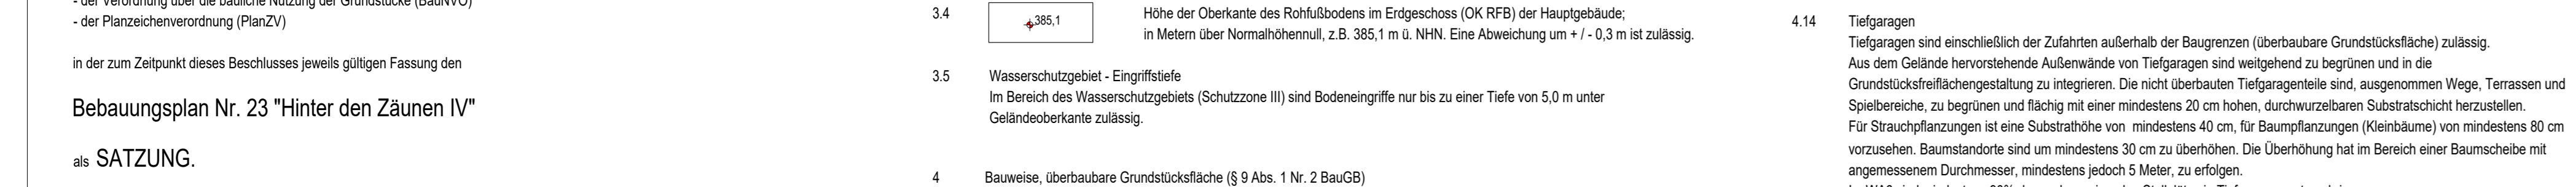 - der Verordnung über die bauliche Nutzung der Grundstücke (BauNVO)
- der Planzeichenverordnung (PlanZV)
in der zum Zeitpunkt dieses Beschlusses jeweils gültigen Fassung den
Bebauungsplan Nr. 23 "Hinter den Zäunen IV"
als SATZUNG.
3.4 385,1 Höhe der Oberkante des Rohfußbodens im Erdgeschoss (OK RFB) der Hauptgebäude;
in Metern über Normalhöhennull, z.B. 385,1 m ü. NHN. Eine Abweichung um + / - 0,3 m ist zulässig.
3.5 Wasserschutzgebiet - Eingriffstiefe
Im Bereich des Wasserschutzgebiets (Schutzzone III) sind Bodeneingriffe nur bis zu einer Tiefe von 5,0 m unter
Geländeoberkante zulässig.
4 Bauweise, überbaubare Grundstücksfläche (§ 9 Abs. 1 Nr. 2 BauGB)
4.14 Tiefgaragen
Tiefgaragen sind einschließlich der Zufahrten außerhalb der Baugrenzen (überbaubare Grundstücksfläche) zulässig.
Aus dem Gelände hervorstehende Außenwände von Tiefgaragen sind weitgehend zu begrünen und in die
Grundstücksfreiflächengestaltung zu integrieren. Die nicht überbauten Tiefgaragenteile sind, ausgenommen Wege, Terrassen und
Spielbereiche, zu begrünen und flächig mit einer mindestens 20 cm hohen, durchwurzelbaren Substratschicht herzustellen.
Für Strauchpflanzungen ist eine Substrathöhe von mindestens 40 cm, für Baumpflanzungen (Kleinbäume) von mindestens 80 cm
vorzusehen. Baumstandorte sind um mindestens 30 cm zu überhöhen. Die Überhöhung hat im Bereich einer Baumscheibe mit
angemessenem Durchmesser, mindestens jedoch 5 Meter, zu erfolgen.